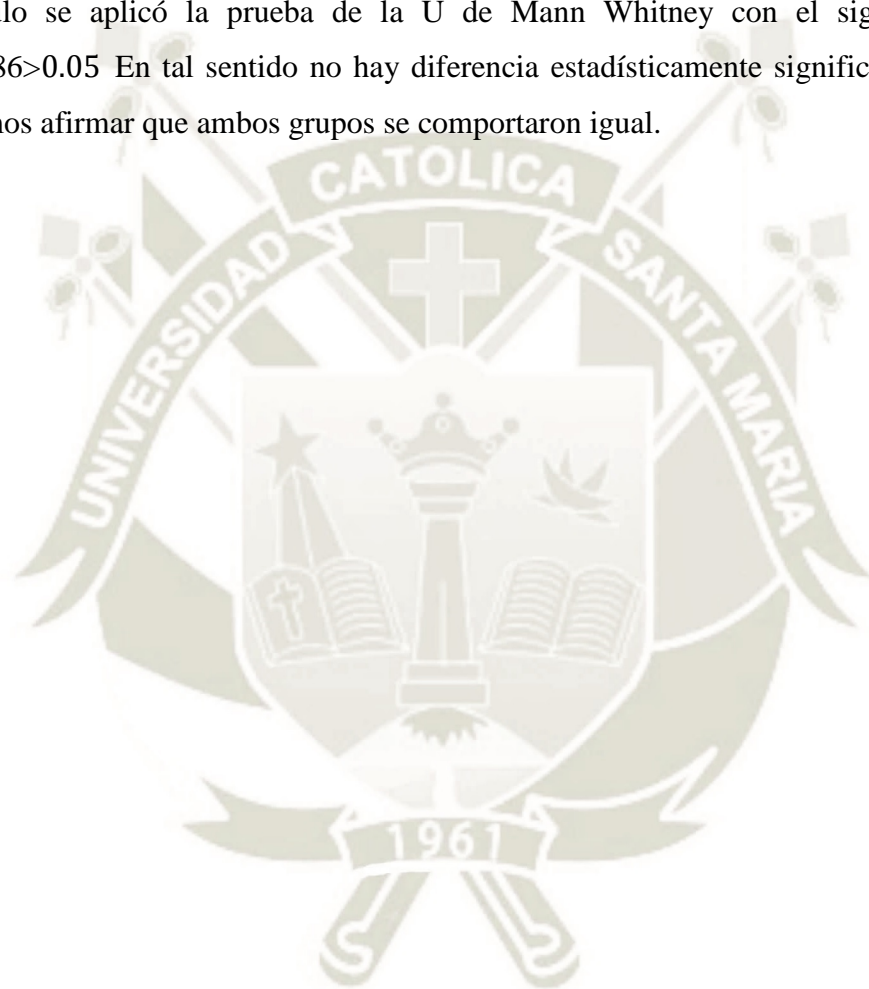 ulo se aplicó la prueba de la U de Mann Whitney con el sig
86>0.05 En tal sentido no hay diferencia estadísticamente signific
nos afirmar que ambos grupos se comportaron igual.
UNIVERSIDAD CATOLICA SANTA MARIA
1961